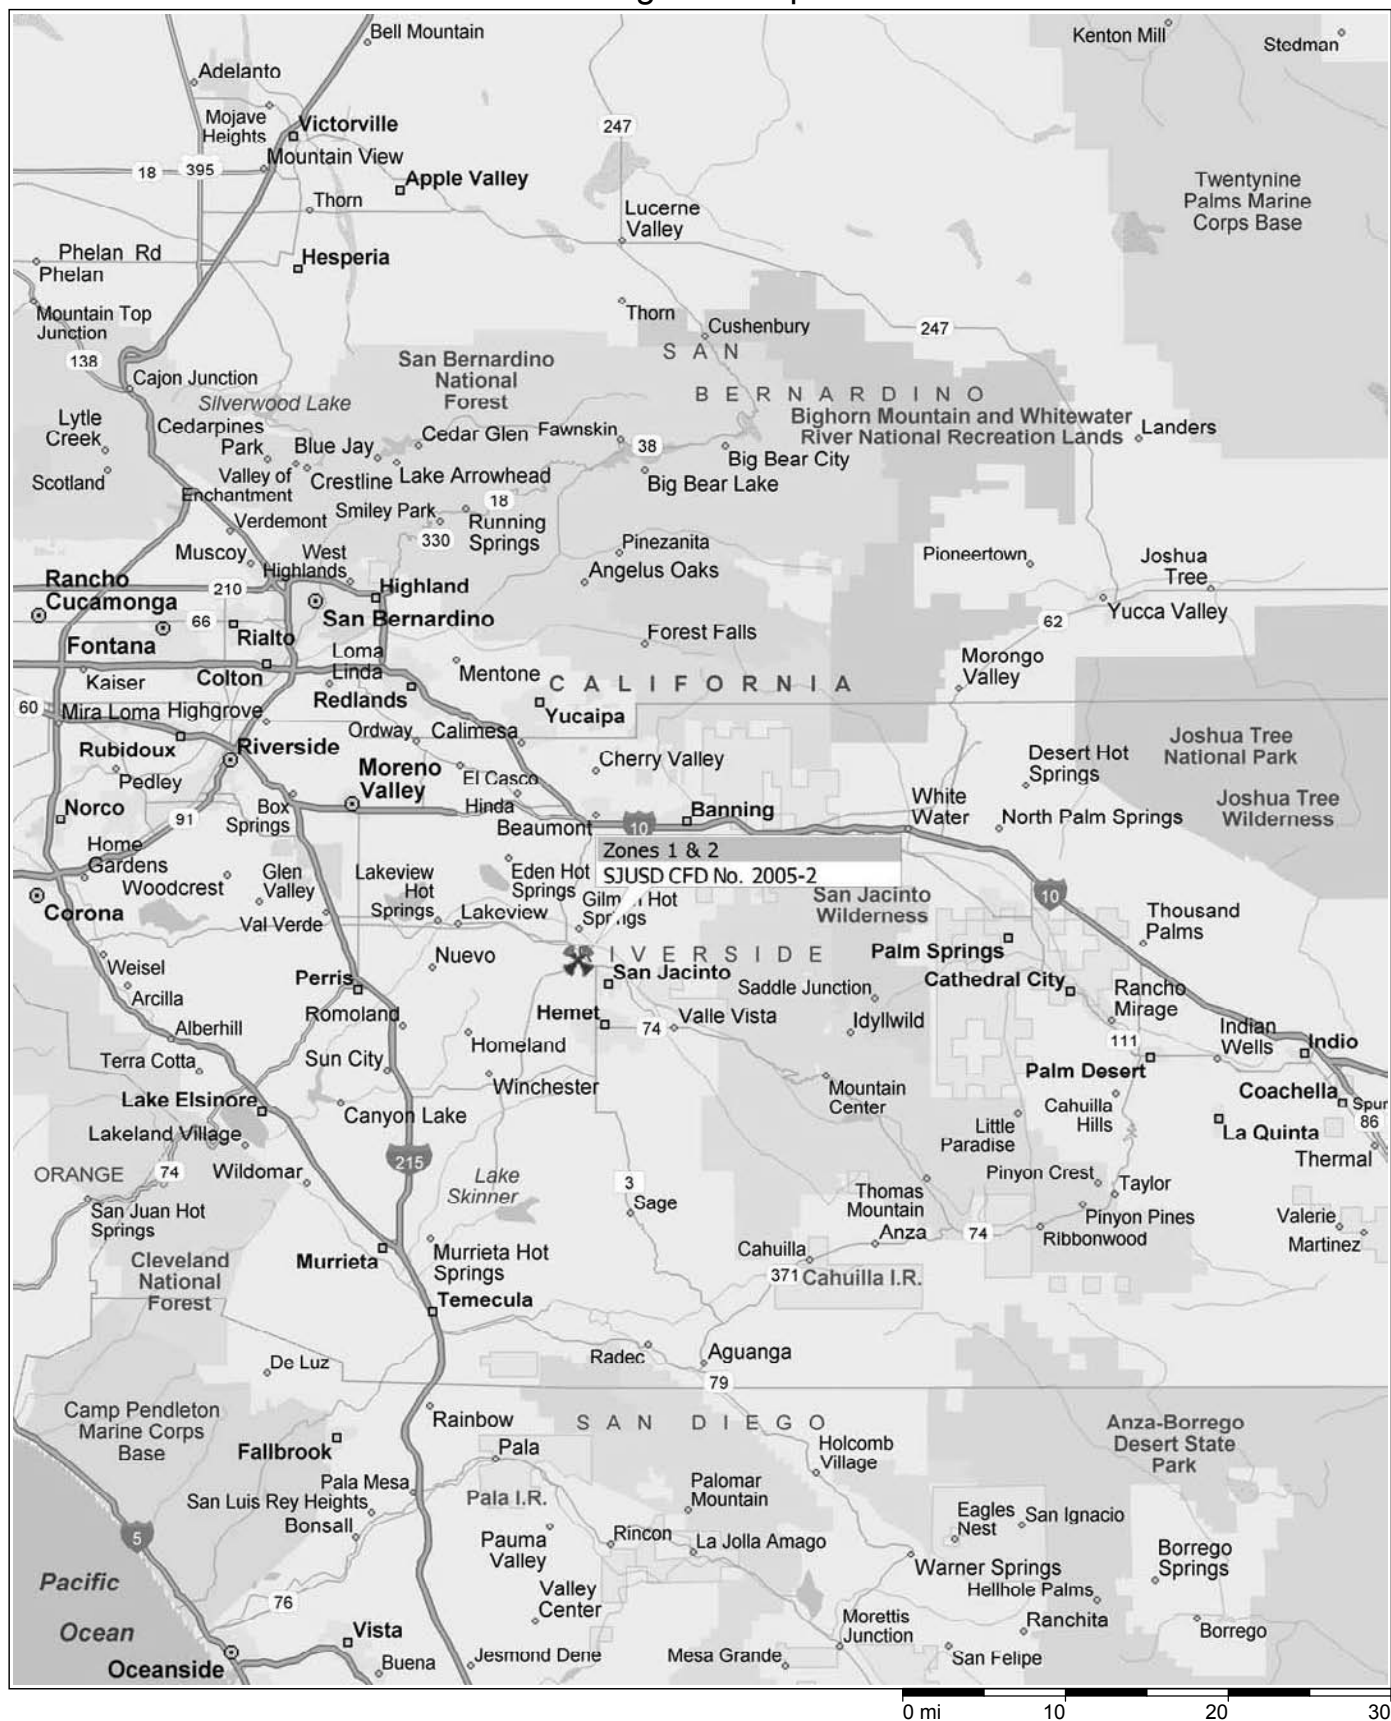 Bell Mountain
Kenton Mill
Stedman
Adelanto
Mojave
Heights
Victorville
247
Mountain View
18
395
Apple Valley
Twentynine
Palms Marine
Corps Base
Thorn
Lucerne
Valley
Phelan Rd
Phelan
Hesperia
Mountain Top
Junction
Thorn
Cushenbury
247
138
SAN
San Bernardino
National
Forest
Cajon Junction
BERNARDINO
Silverwood Lake
Bighorn Mountain and Whitewater
River National Recreation Lands
Landers
Lytle
Creek
Cedarpines
Park
Blue Jay
Cedar Glen
Fawnskin
38
Big Bear City
Scotland
Valley of
Enchantment
Crestline
Lake Arrowhead
Big Bear Lake
18
Smiley Park
Running
Springs
Verdemont
330
Pinezanita
Muscoy
West
Highlands
Pioneertown
Joshua
Tree
Angelus Oaks
Rancho
Cucamonga
210
Highland
Yucca Valley
66
San Bernardino
62
Fontana
Rialto
Forest Falls
Loma
Linda
Morongo
Valley
Kaiser
Colton
Mentone
CALIFORNIA
Redlands
60
Mira Loma
Highgrove
Yucaipa
Ordway
Calimesa
Joshua Tree
National Park
Rubidoux
Riverside
Cherry Valley
Desert Hot
Springs
Pedley
Moreno
Valley
El Casco
Joshua Tree
Wilderness
Norco
Box
Springs
Hinda
Banning
White
Water
North Palm Springs
91
Beaumont
10
Home
Gardens
Zones 1 & 2
SJUSD CFD No. 2005-2
Woodcrest
Glen
Valley
Lakeview
Hot
Springs
Eden Hot
Springs
San Jacinto
Wilderness
10
Corona
Val Verde
Lakeview
Hot
Thousand
Palms
Nuevo
RIVERSIDE
Palm Springs
Weisel
Perris
San Jacinto
Cathedral City
Arcilla
Saddle Junction
Rancho
Mirage
Romoland
Hemet
74
Valle Vista
Idyllwild
Alberhill
Homeland
111
Indian
Wells
Indio
Terra Cotta
Sun City
Palm Desert
Winchester
Mountain
Center
Coachella
Lake Elsinore
Canyon Lake
Cahuilla
Hills
Spur
86
Lakeland Village
Little
Paradise
La Quinta
215
Thermal
ORANGE
74
Wildomar
Lake
Skinner
3
Pinyon Crest
Taylor
San Juan Hot
Springs
Sage
Thomas
Mountain
Pinyon Pines
Valerie
Anza
74
Ribbonwood
Martinez
Cleveland
National
Forest
Murrieta
Murrieta Hot
Springs
Cahuilla
371
Cahuilla I.R.
Temecula
De Luz
Radec
Aguanga
79
Camp Pendleton
Marine Corps
Base
Rainbow
SAN DIEGO
Anza-Borrego
Desert State
Park
Fallbrook
Pala
Holcomb
Village
Pala Mesa
Pala I.R.
Palomar
Mountain
San Luis Rey Heights
Bonsall
Eagles
Nest
San Ignacio
5
Pauma
Valley
Rincon
La Jolla Amago
Borrego
Springs
Warner Springs
Pacific
Ocean
Valley
Center
Hellhole Palms
76
Morettis
Junction
Ranchita
Borrego
Vista
Oceanside
Buena
Jesmond Dene
Mesa Grande
San Felipe
0 mi
10
20
30